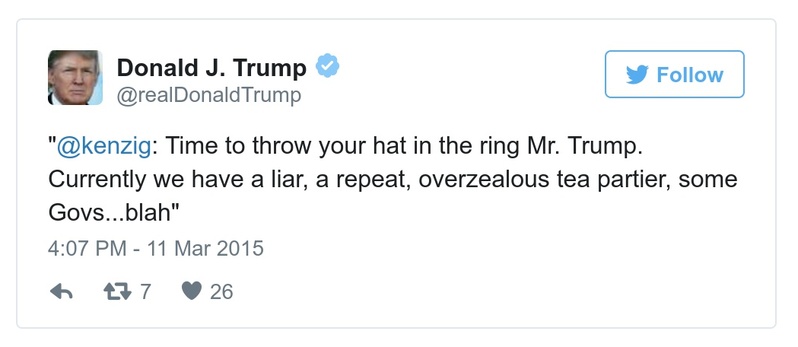 Donald J. Trump
@realDonaldTrump
Follow
"@kenzig: Time to throw your hat in the ring Mr. Trump.
Currently we have a liar, a repeat, overzealous tea partier, some
Govs...blah"
4:07 PM - 11 Mar 2015
7 26